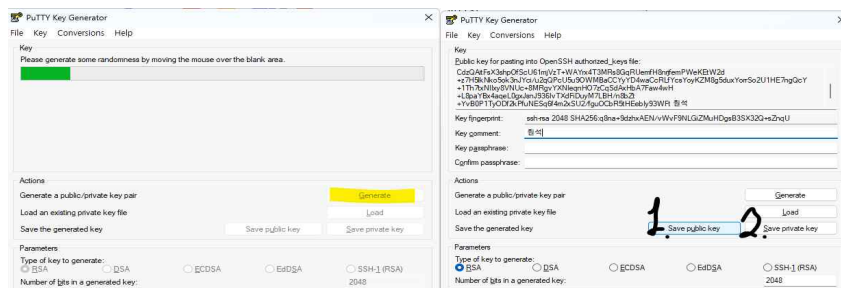 PuTTY Key Generator
File Key Conversions Help
Key
Please generate some randomness by moving the mouse over the blank area.
Actions
Generate a public/private key pair
Generate
Load an existing private key file
Load
Save the generated key
Save public key
Save private key
Parameters
Type of key to generate:
RSA
DSA
ECDSA
EdDSA
SSH-1 (RSA)
Number of bits in a generated key:
2048
PuTTY Key Generator
File Key Conversions Help
Key
Public key for pasting into OpenSSH authorized_keys file:
Key fingerprint:
ssh-rsa 2048
Key comment:
Key passphrase:
Confirm passphrase:
Actions
Generate a public/private key pair
Generate
Load an existing private key file
Load
Save the generated key
1.
Save public key
2.
Save private key
Parameters
Type of key to generate:
RSA
DSA
ECDSA
EdDSA
SSH-1 (RSA)
Number of bits in a generated key:
2048